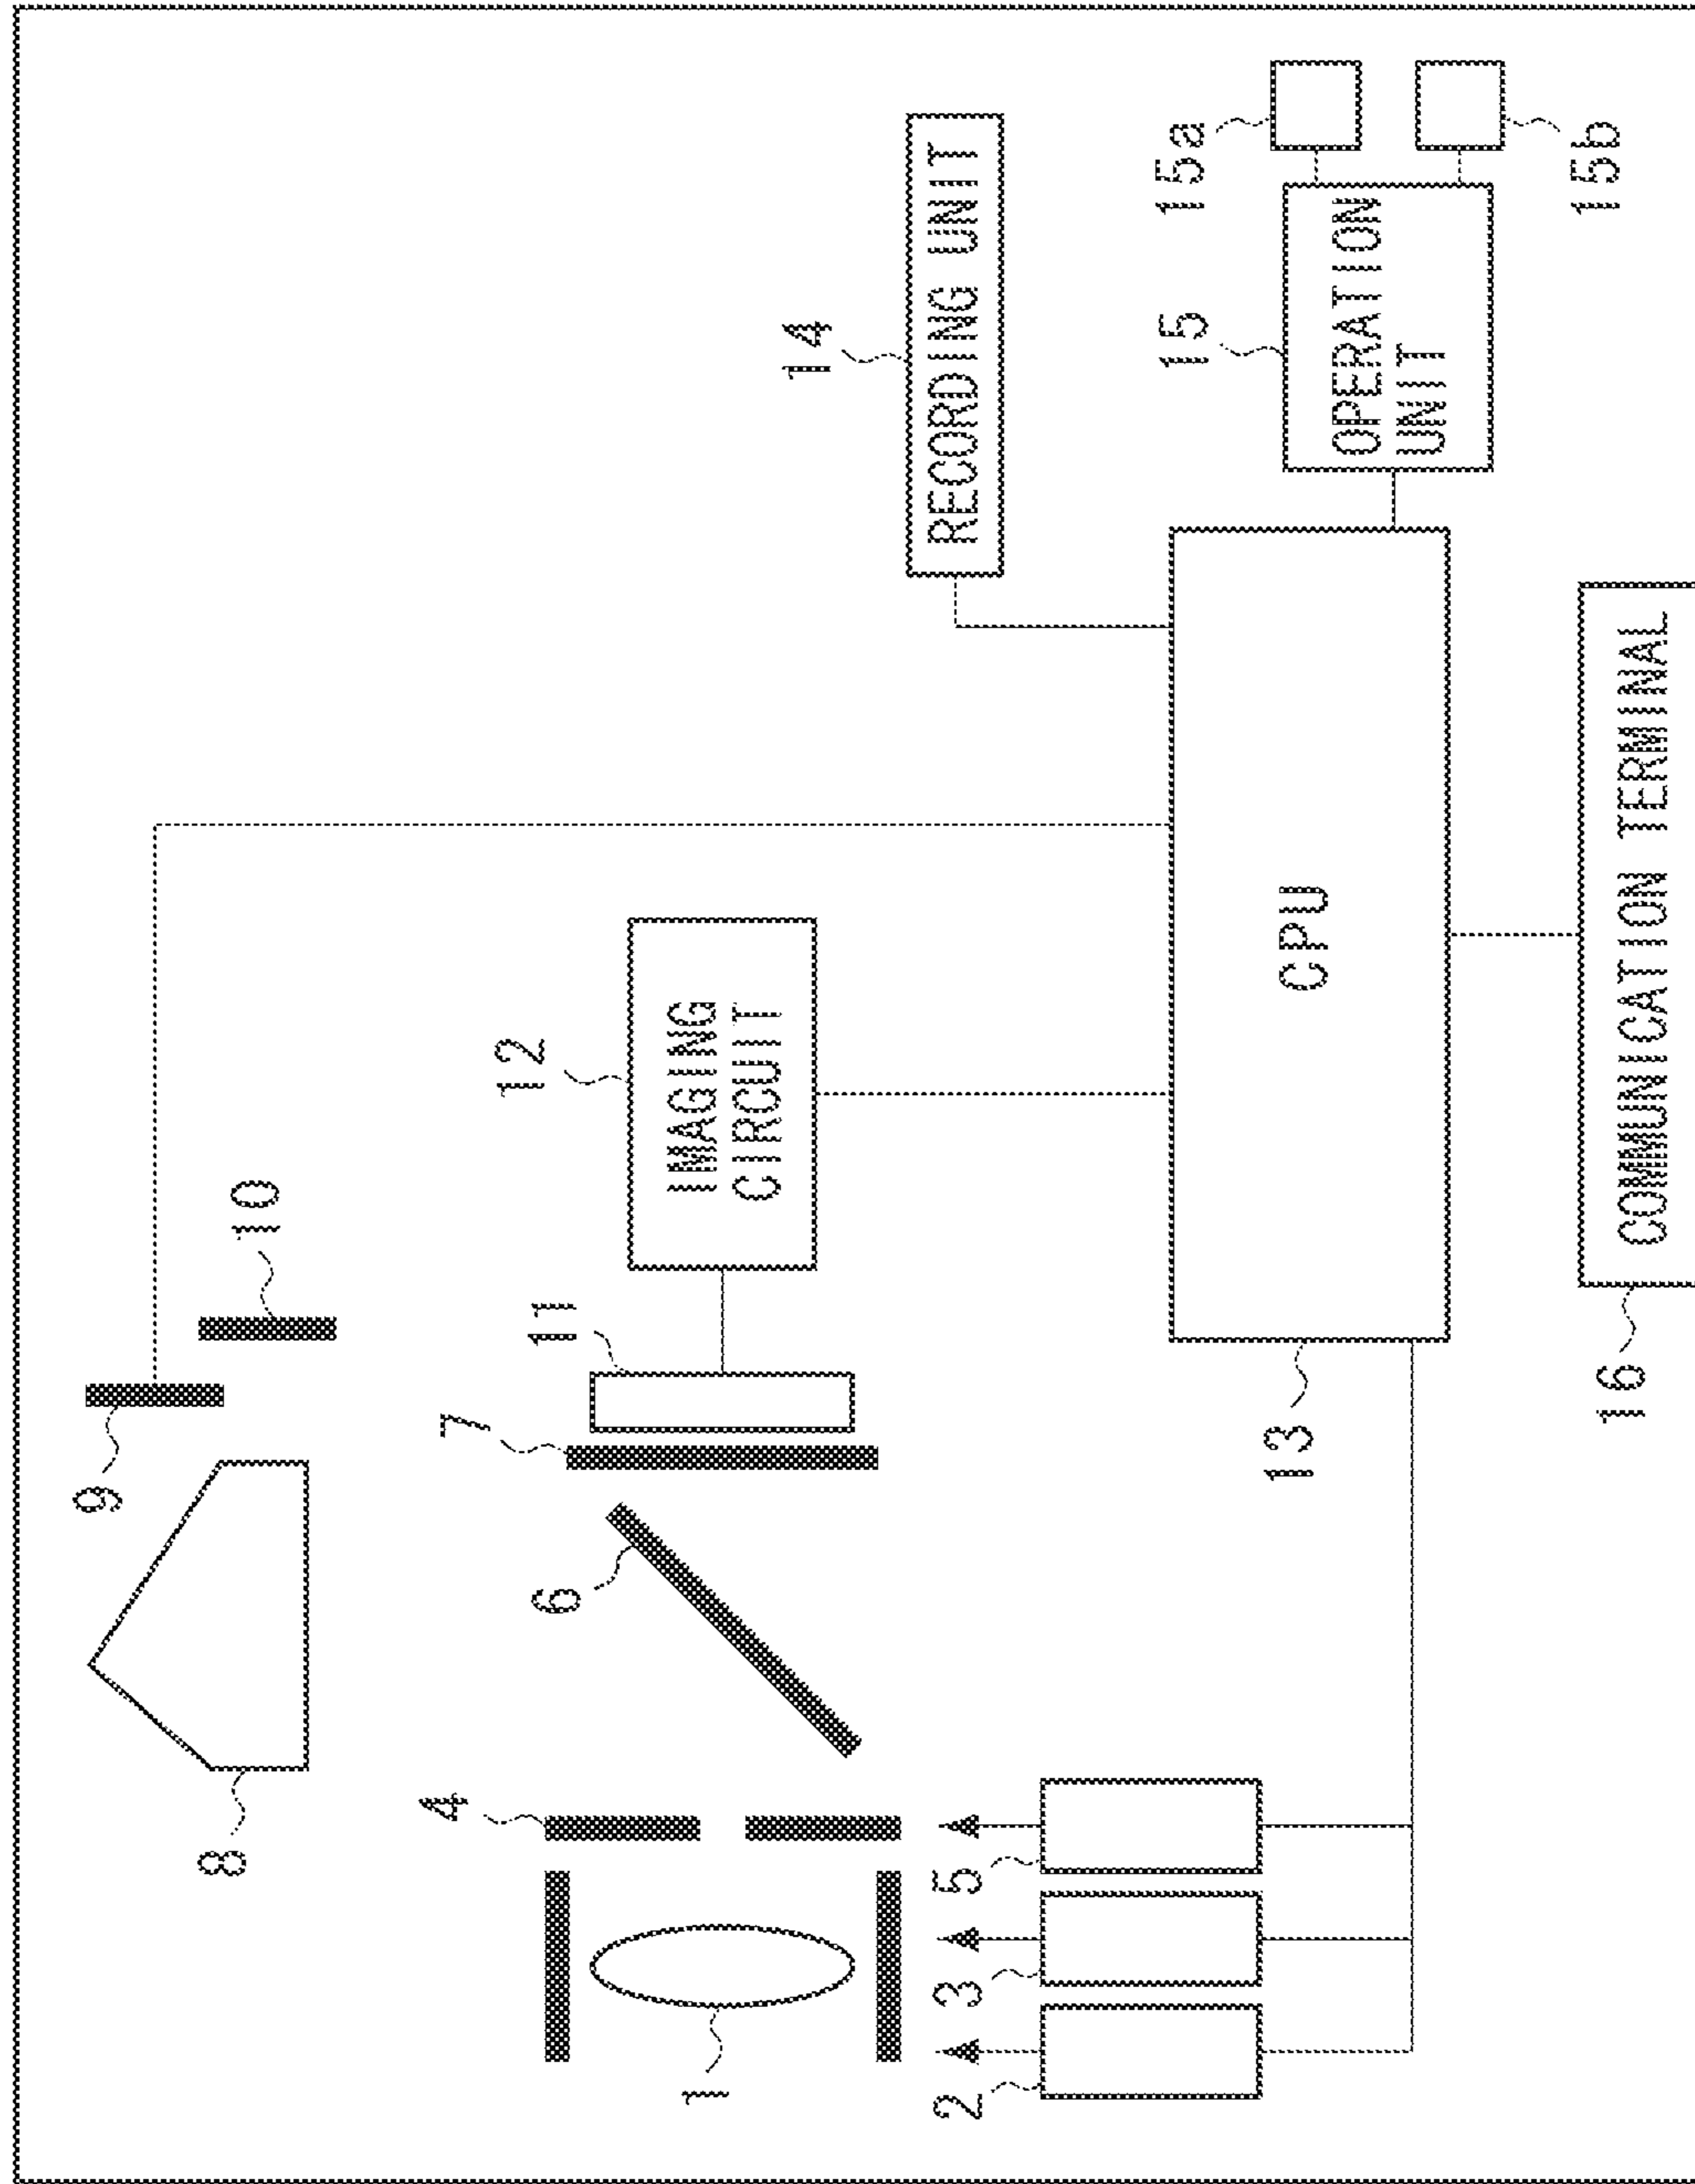 8
9
10
4
7
11
12
IMAGING
CIRCUIT
14
RECORDING UNIT
6
1
2
3
5
13
CPU
15
OPERATION
UNIT
15a
15b
16
COMMUNICATION TERMINAL